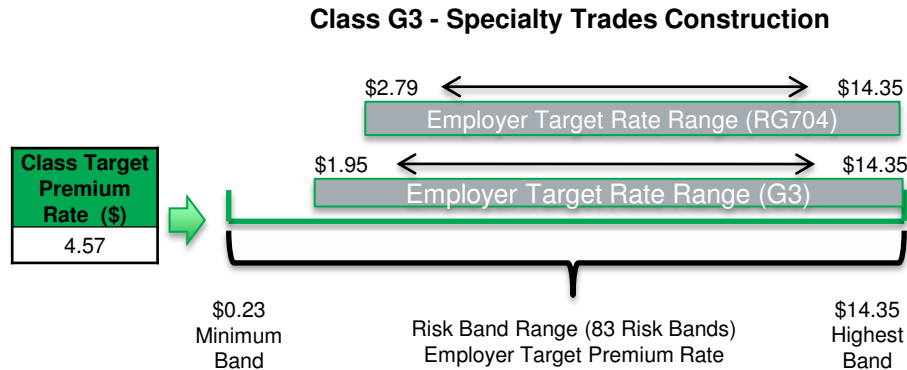 Class G3 - Specialty Trades Construction
$2.79
$14.35
Employer Target Rate Range (RG704)
$1.95
$14.35
Employer Target Rate Range (G3)
Class Target
Premium
Rate ($)
4.57
$0.23
Minimum
Band
Risk Band Range (83 Risk Bands)
Employer Target Premium Rate
$14.35
Highest
Band